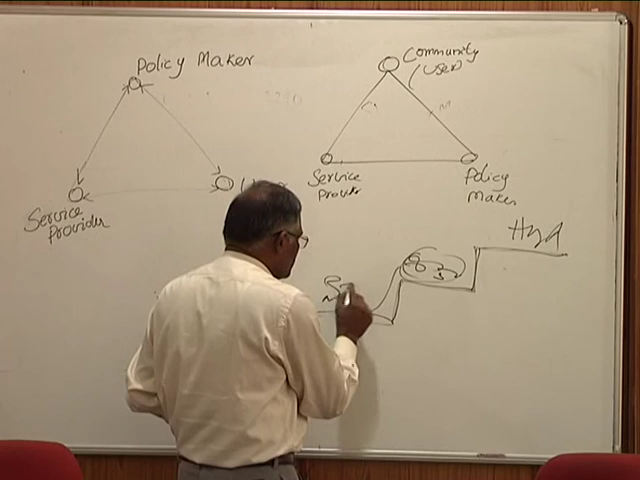 Policy Maker
Service
Provider
Community
(User)
Service
Provider
Policy
Maker
Hyd